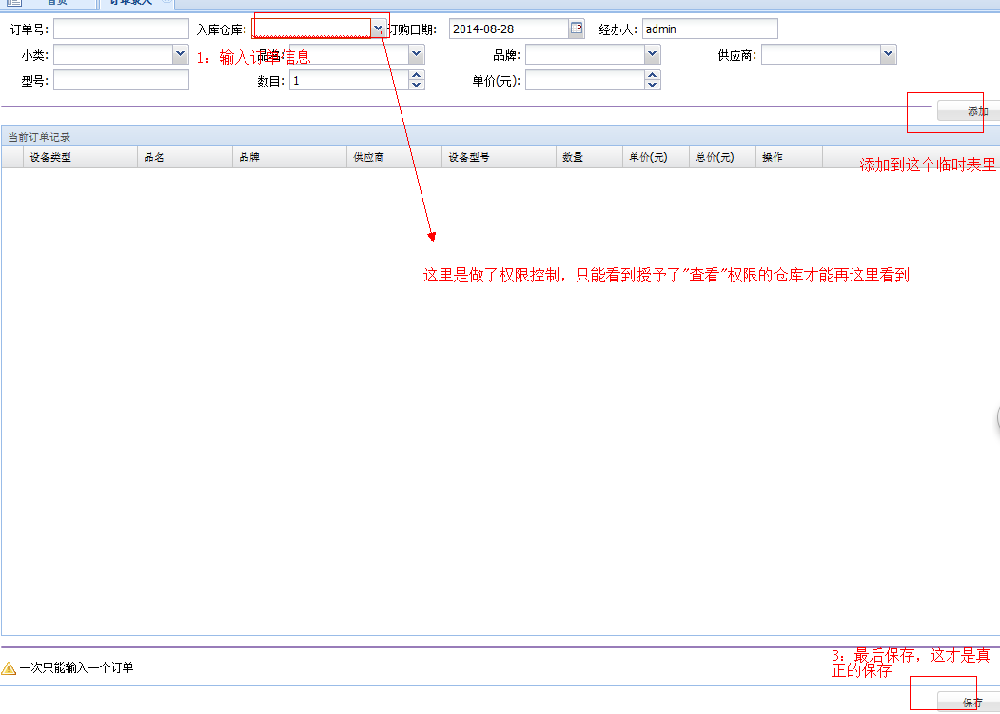 首页 订单录入
订单号: 入库仓库: 订购日期: 2014-08-28 经办人: admin
小类: 品名: 品牌: 供应商:
1：输入订单信息
型号: 数目: 1 单价(元):
添加
当前订单记录
设备类型 品名 品牌 供应商 设备型号 数量 单价(元) 总价(元) 操作
添加到这个临时表里
这里是做了权限控制，只能看到授予了"查看"权限的仓库才能再这里看到
3：最后保存，这才是真
正的保存
一次只能输入一个订单
保存